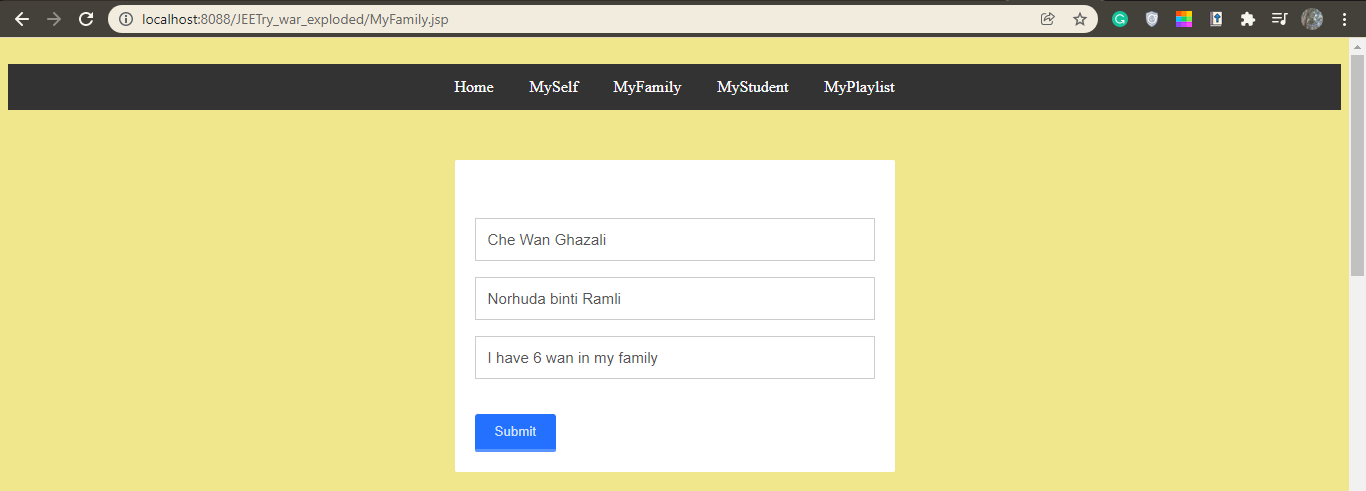 localhost:8088/JEETry_war_exploded/MyFamily.jsp
Home MySelf MyFamily MyStudent MyPlaylist
Che Wan Ghazali
Norhuda binti Ramli
I have 6 wan in my family
Submit